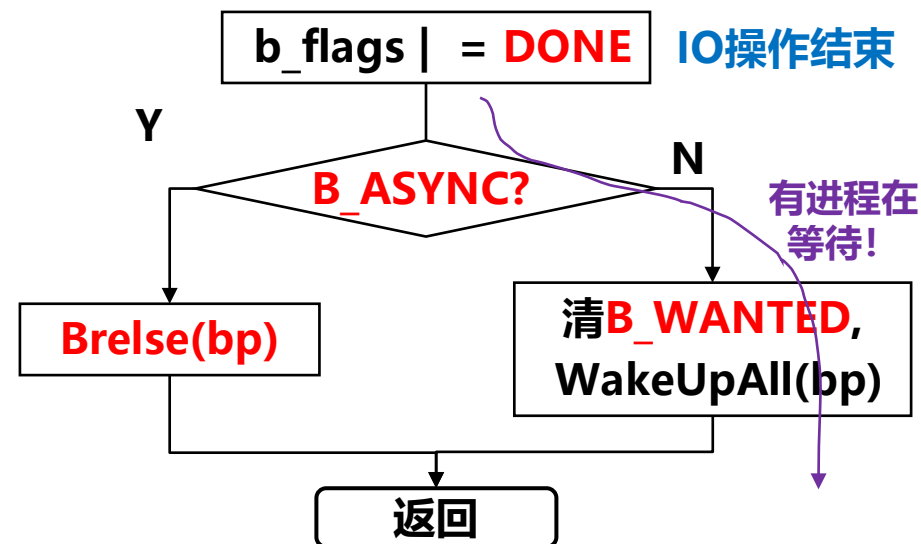 b_flags | = DONE
IO操作结束
Y
N
B_ASYNC?
有进程在
等待！
Brelse(bp)
清B_WANTED,
WakeUpAll(bp)
返回